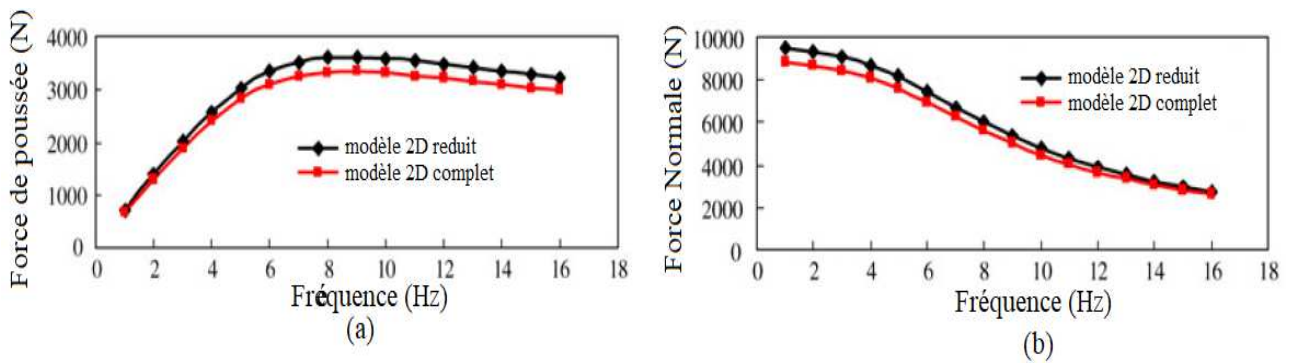 Force de poussée (N)
4000
3000
2000
1000
0
modèle 2D reduit
modèle 2D complet
0 2 4 6 8 10 12 14 16 18
Fréquence (Hz)
(a)
Force Normale (N)
10000
8000
6000
4000
2000
0
modèle 2D reduit
modèle 2D complet
0 2 4 6 8 10 12 14 16 18
Fréquence (Hz)
(b)